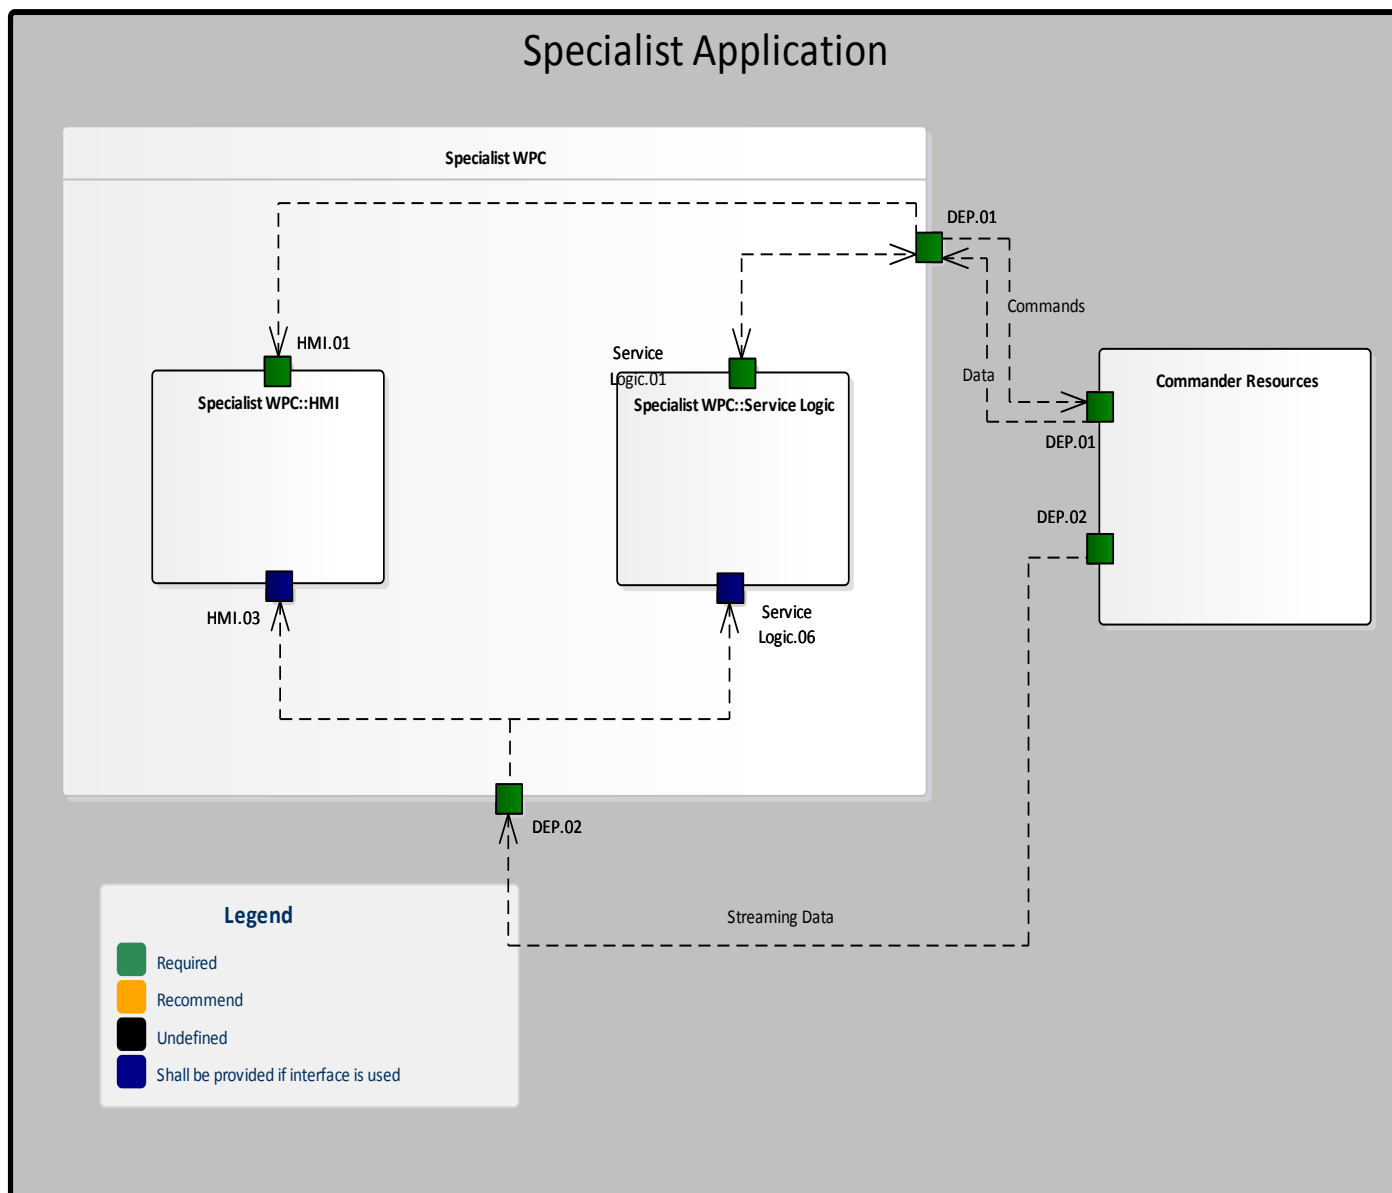 Specialist Application
Specialist WPC
DEP.01
Commands
HMI.01
Service
Logic.01
Data
Commander Resources
Specialist WPC::HMI
Specialist WPC::Service Logic
DEP.01
DEP.02
HMI.03
Service
Logic.06
DEP.02
Streaming Data
Legend
Required
Recommend
Undefined
Shall be provided if interface is used